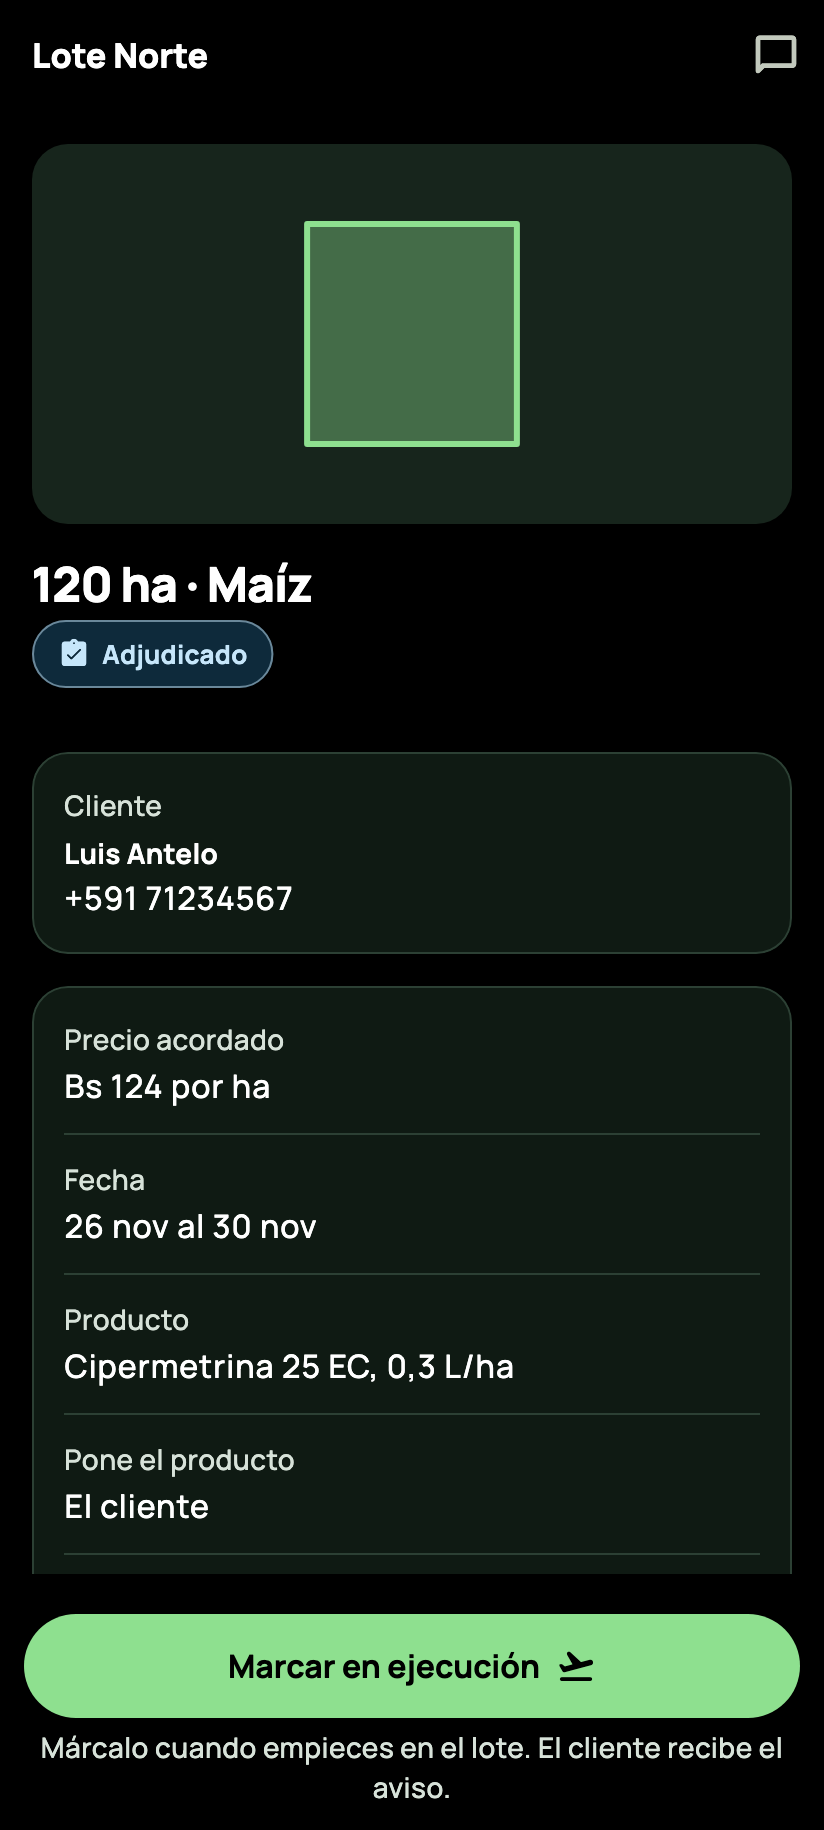 Lote Norte
120 ha · Maíz
Adjudicado
Cliente
Luis Antelo
+591 71234567
Precio acordado
Bs 124 por ha
Fecha
26 nov al 30 nov
Producto
Cipermetrina 25 EC, 0,3 L/ha
Pone el producto
El cliente
Marcar en ejecución
Márcalo cuando empieces en el lote. El cliente recibe el
aviso.